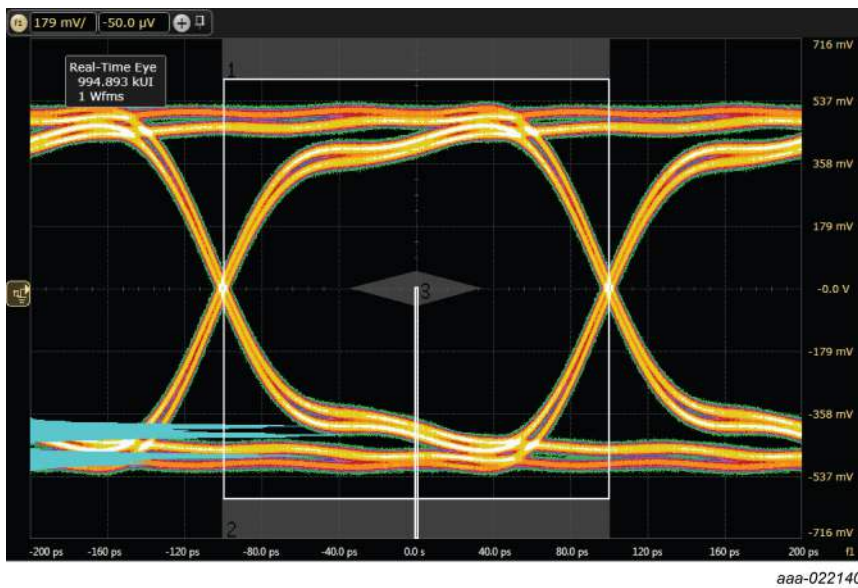 f1 179 mV/ -50.0 µV
716 mV
1
Real-Time Eye
994.893 kUI
1 Wfms
537 mV
358 mV
179 mV
3
-0.0 V
-179 mV
-358 mV
-537 mV
2
-716 mV
-200 ps -160 ps -120 ps -80.0 ps -40.0 ps 0.0 s 40.0 ps 80.0 ps 120 ps 160 ps 200 ps f1
aaa-022140